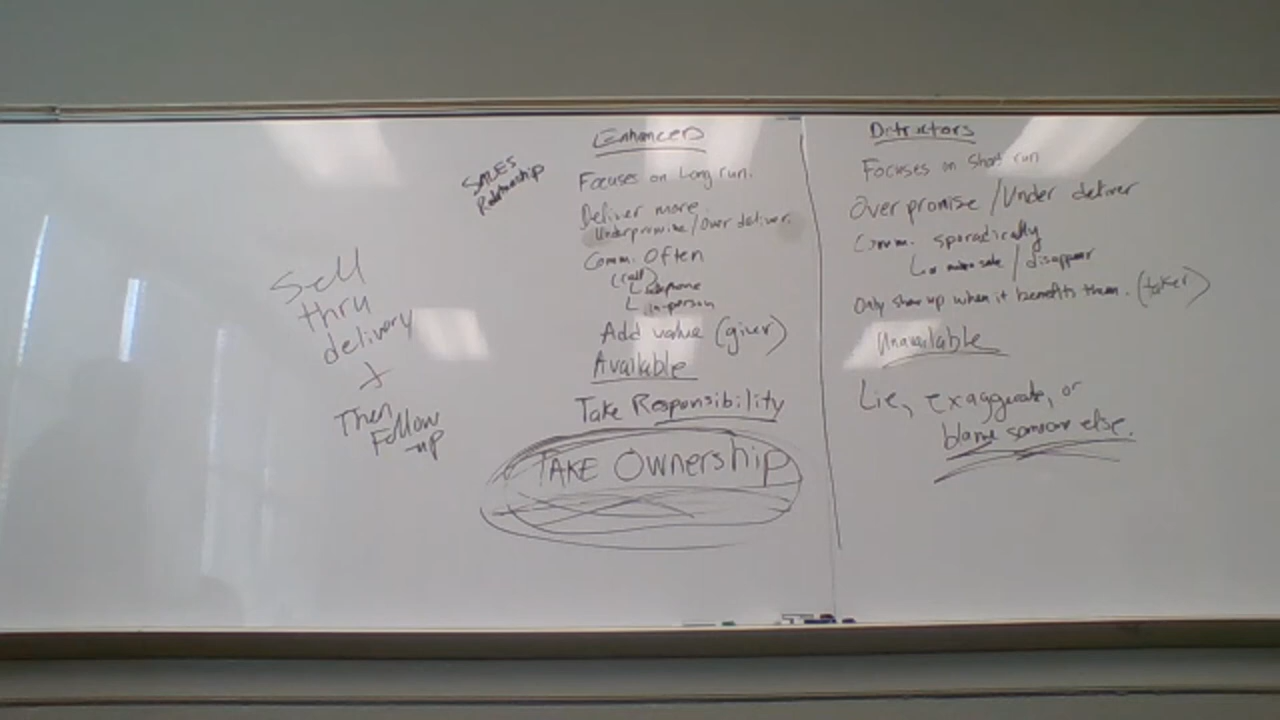 Sell
thru
delivery
+
Then
Follow
-up
SALES
Relationship
Enhancers
Focuses on Long run.
Deliver more
Underpromise/over deliver.
Comm. Often
(call)
in-person
Add value (giver)
Available
Take Responsibility
TAKE OwnerShip
Ditractors
Focuses on short run
Over promise / Under deliver
Comm. sporadically
sale / disappear
Only show up when it benefits them. (taker)
Unavailable
Lie, exaggerate, or
blame someone else.